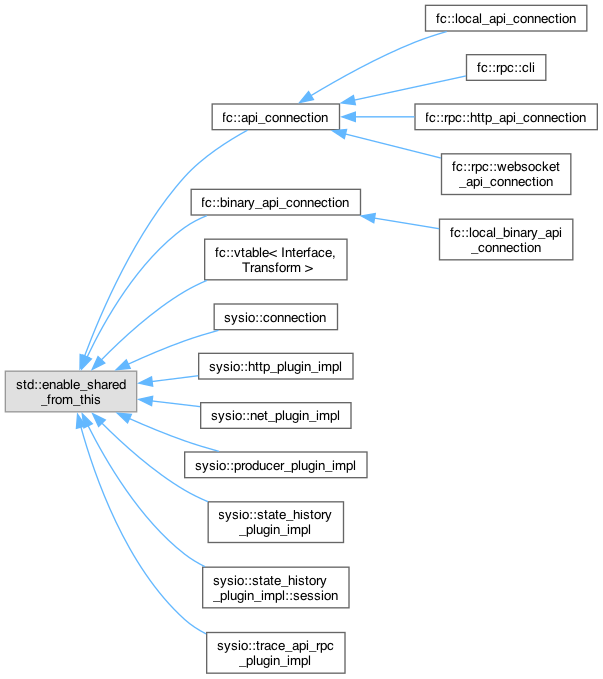 fc::local_api_connection
fc::rpc::cli
fc::api_connection
fc::rpc::http_api_connection
fc::rpc::websocket
_api_connection
fc::binary_api_connection
fc::local_binary_api
_connection
fc::vtable< Interface,
Transform >
sysio::connection
sysio::http_plugin_impl
std::enable_shared
_from_this
sysio::net_plugin_impl
sysio::producer_plugin_impl
sysio::state_history
_plugin_impl
sysio::state_history
_plugin_impl::session
sysio::trace_api_rpc
_plugin_impl